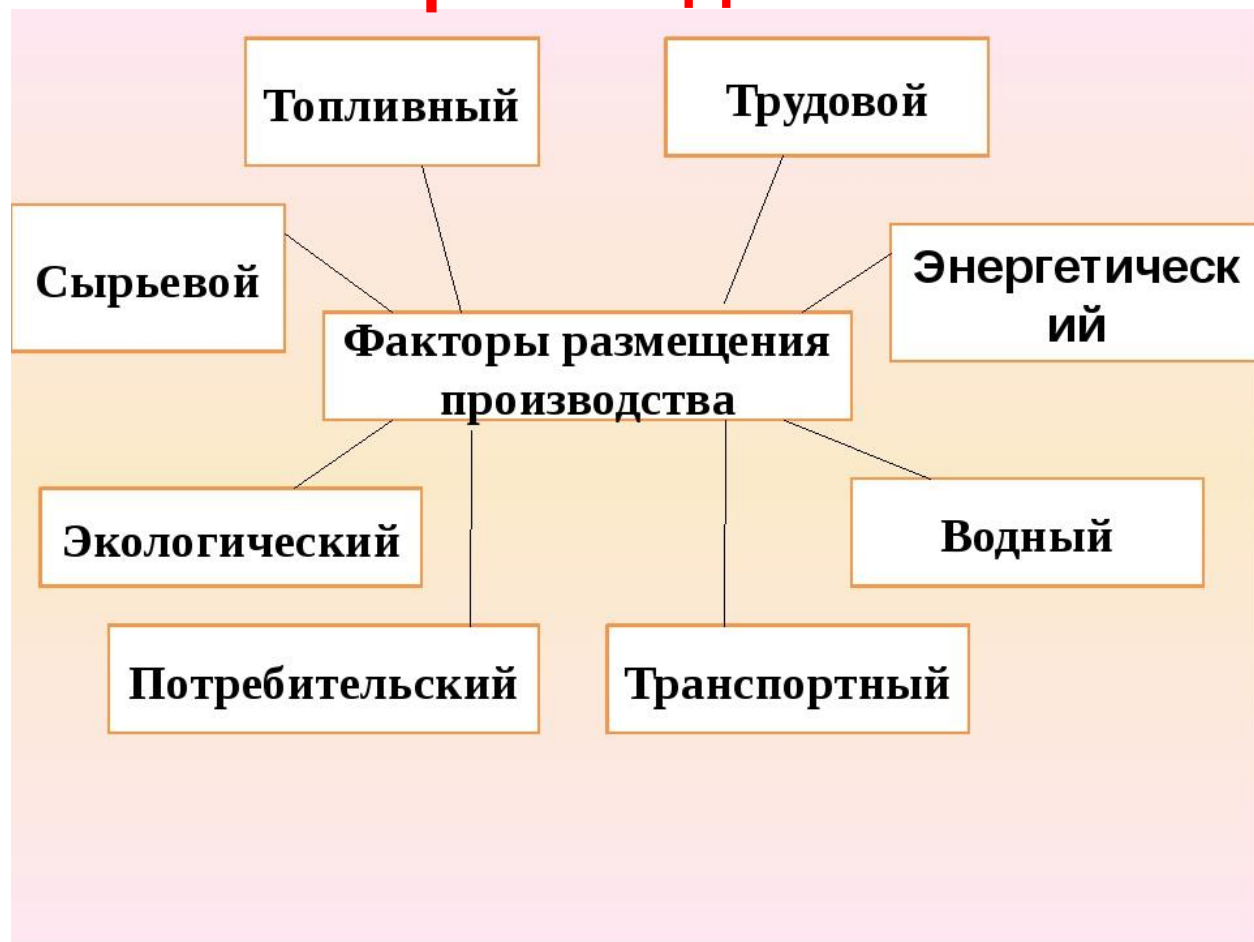 Топливный
Трудовой
Сырьевой
Энергетическ
ий
Факторы размещения
производства
Экологический
Водный
Потребительский
Транспортный